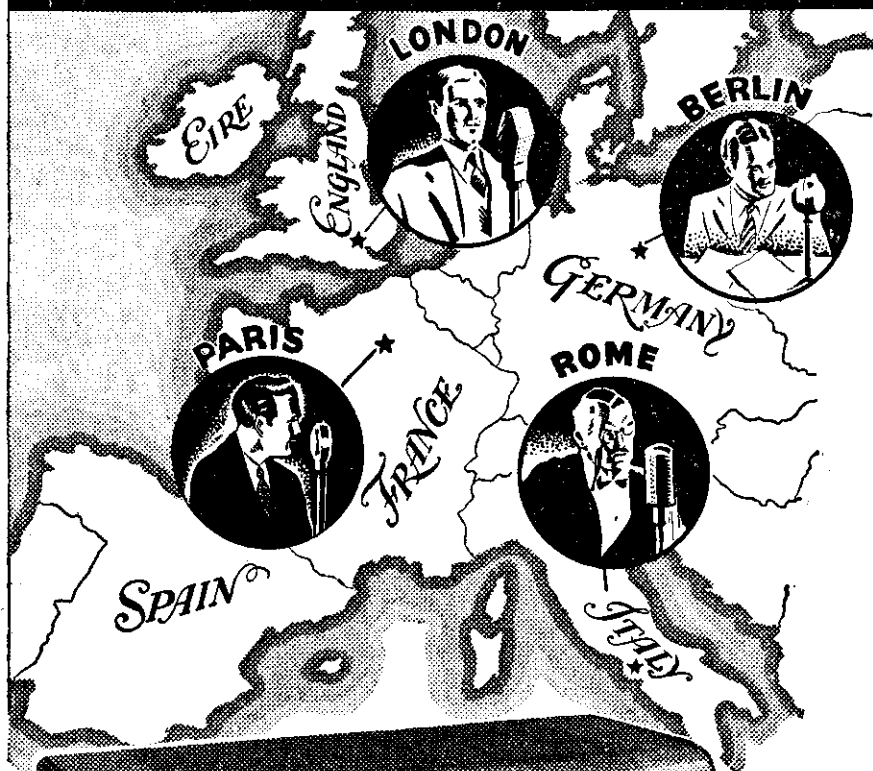 LONDON
BERLIN
EIRE
ENGLAND
GERMANY
PARIS
ROME
FRANCE
SPAIN
ITALY